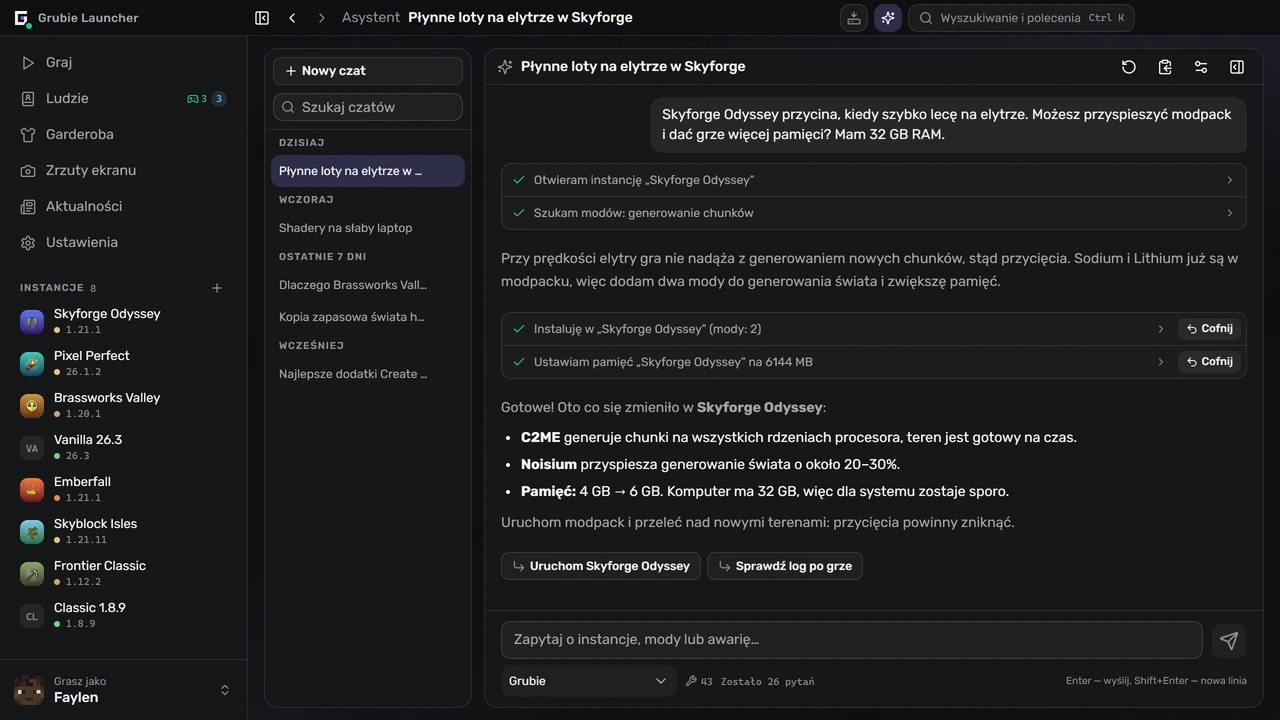 Grubie Launcher
Asystent Płynne loty na elytrze w Skyforge
Wyszukiwanie i polecenia Ctrl K
Graj
Ludzie 3 3
Garderoba
Zrzuty ekranu
Aktualności
Ustawienia
INSTANCJE 8
Skyforge Odyssey
1.21.1
Pixel Perfect
26.1.2
Brassworks Valley
1.20.1
VA
Vanilla 26.3
26.3
Emberfall
1.21.1
Skyblock Isles
1.21.11
Frontier Classic
1.12.2
CL
Classic 1.8.9
1.8.9
Grasz jako
Faylen
Nowy czat
Szukaj czatów
DZISIAJ
Płynne loty na elytrze w …
WCZORAJ
Shadery na słaby laptop
OSTATNIE 7 DNI
Dlaczego Brassworks Vall…
Kopia zapasowa świata h…
WCZEŚNIEJ
Najlepsze dodatki Create …
Płynne loty na elytrze w Skyforge
Skyforge Odyssey przycina, kiedy szybko lecę na elytrze. Możesz przyspieszyć modpack
i dać grze więcej pamięci? Mam 32 GB RAM.
Otwieram instancję „Skyforge Odyssey”
Szukam modów: generowanie chunków
Przy prędkości elytry gra nie nadąża z generowaniem nowych chunków, stąd przycięcia. Sodium i Lithium już są w
modpacku, więc dodam dwa mody do generowania świata i zwiększę pamięć.
Instaluję w „Skyforge Odyssey” (mody: 2) Cofnij
Ustawiam pamięć „Skyforge Odyssey” na 6144 MB Cofnij
Gotowe! Oto co się zmieniło w Skyforge Odyssey:
• C2ME generuje chunki na wszystkich rdzeniach procesora, teren jest gotowy na czas.
• Noisium przyspiesza generowanie świata o około 20–30%.
• Pamięć: 4 GB → 6 GB. Komputer ma 32 GB, więc dla systemu zostaje sporo.
Uruchom modpack i przeleć nad nowymi terenami: przycięcia powinny zniknąć.
Uruchom Skyforge Odyssey
Sprawdź log po grze
Zapytaj o instancje, mody lub awarię…
Grubie
43 Zostało 26 pytań
Enter — wyślij, Shift+Enter — nowa linia